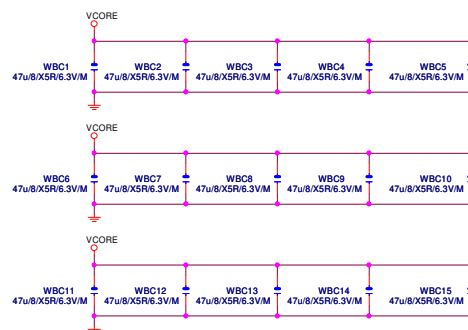 VCORE
WBC1 WBC2 WBC3 WBC4 WBC5
47u/8/X5R/6.3V/M 47u/8/X5R/6.3V/M 47u/8/X5R/6.3V/M 47u/8/X5R/6.3V/M 47u/8/X5R/6.3V/M
VCORE
WBC6 WBC7 WBC8 WBC9 WBC10
47u/8/X5R/6.3V/M 47u/8/X5R/6.3V/M 47u/8/X5R/6.3V/M 47u/8/X5R/6.3V/M 47u/8/X5R/6.3V/M
VCORE
WBC11 WBC12 WBC13 WBC14 WBC15
47u/8/X5R/6.3V/M 47u/8/X5R/6.3V/M 47u/8/X5R/6.3V/M 47u/8/X5R/6.3V/M 47u/8/X5R/6.3V/M